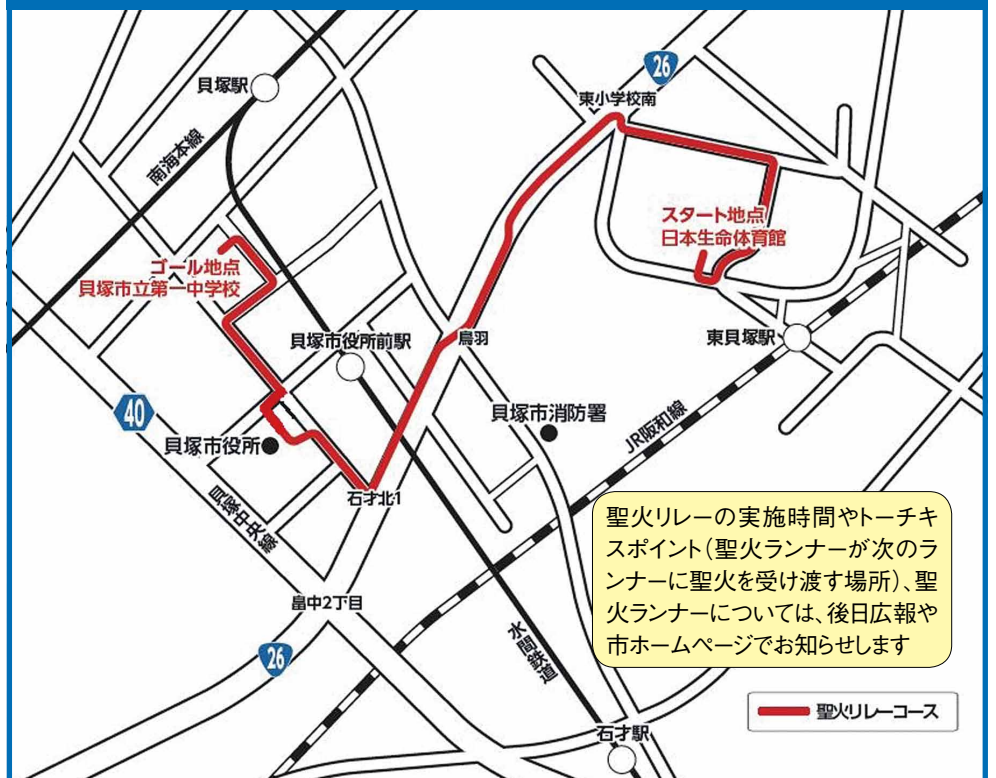 26
東小学校南
貝塚駅
南海本線
スタート地点
日本生命体育館
ゴール地点
貝塚市立第一中学校
貝塚市役所前駅
鳥羽
東貝塚駅
40
貝塚市消防署
JR阪和線
貝塚市役所
石才北1
貝塚中央線
聖火リレーの実施時間やトーチキ
スポイント(聖火ランナーが次のラ
ンナーに聖火を受け渡す場所)、聖
火ランナーについては、後日広報や
市ホームページでお知らせします
畠中2丁目
水間鉄道
26
聖火リレーコース
石才駅